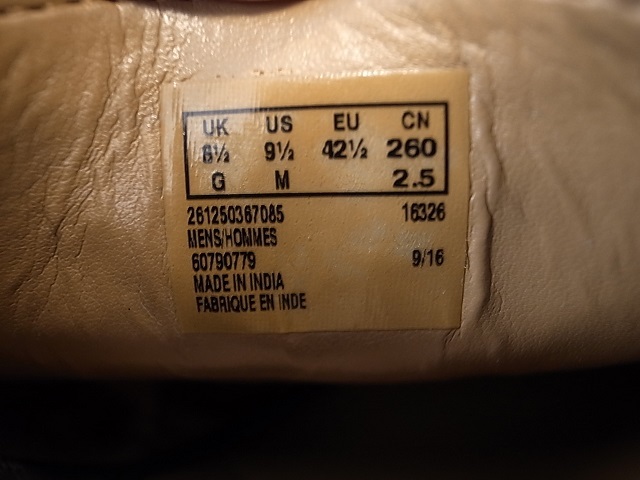 UK US EU CN
8½ 9½ 42½ 260
G M 2.5
261250367085 16326
MENS/HOMMES
60790779 9/16
MADE IN INDIA
FABRIQUE EN INDE